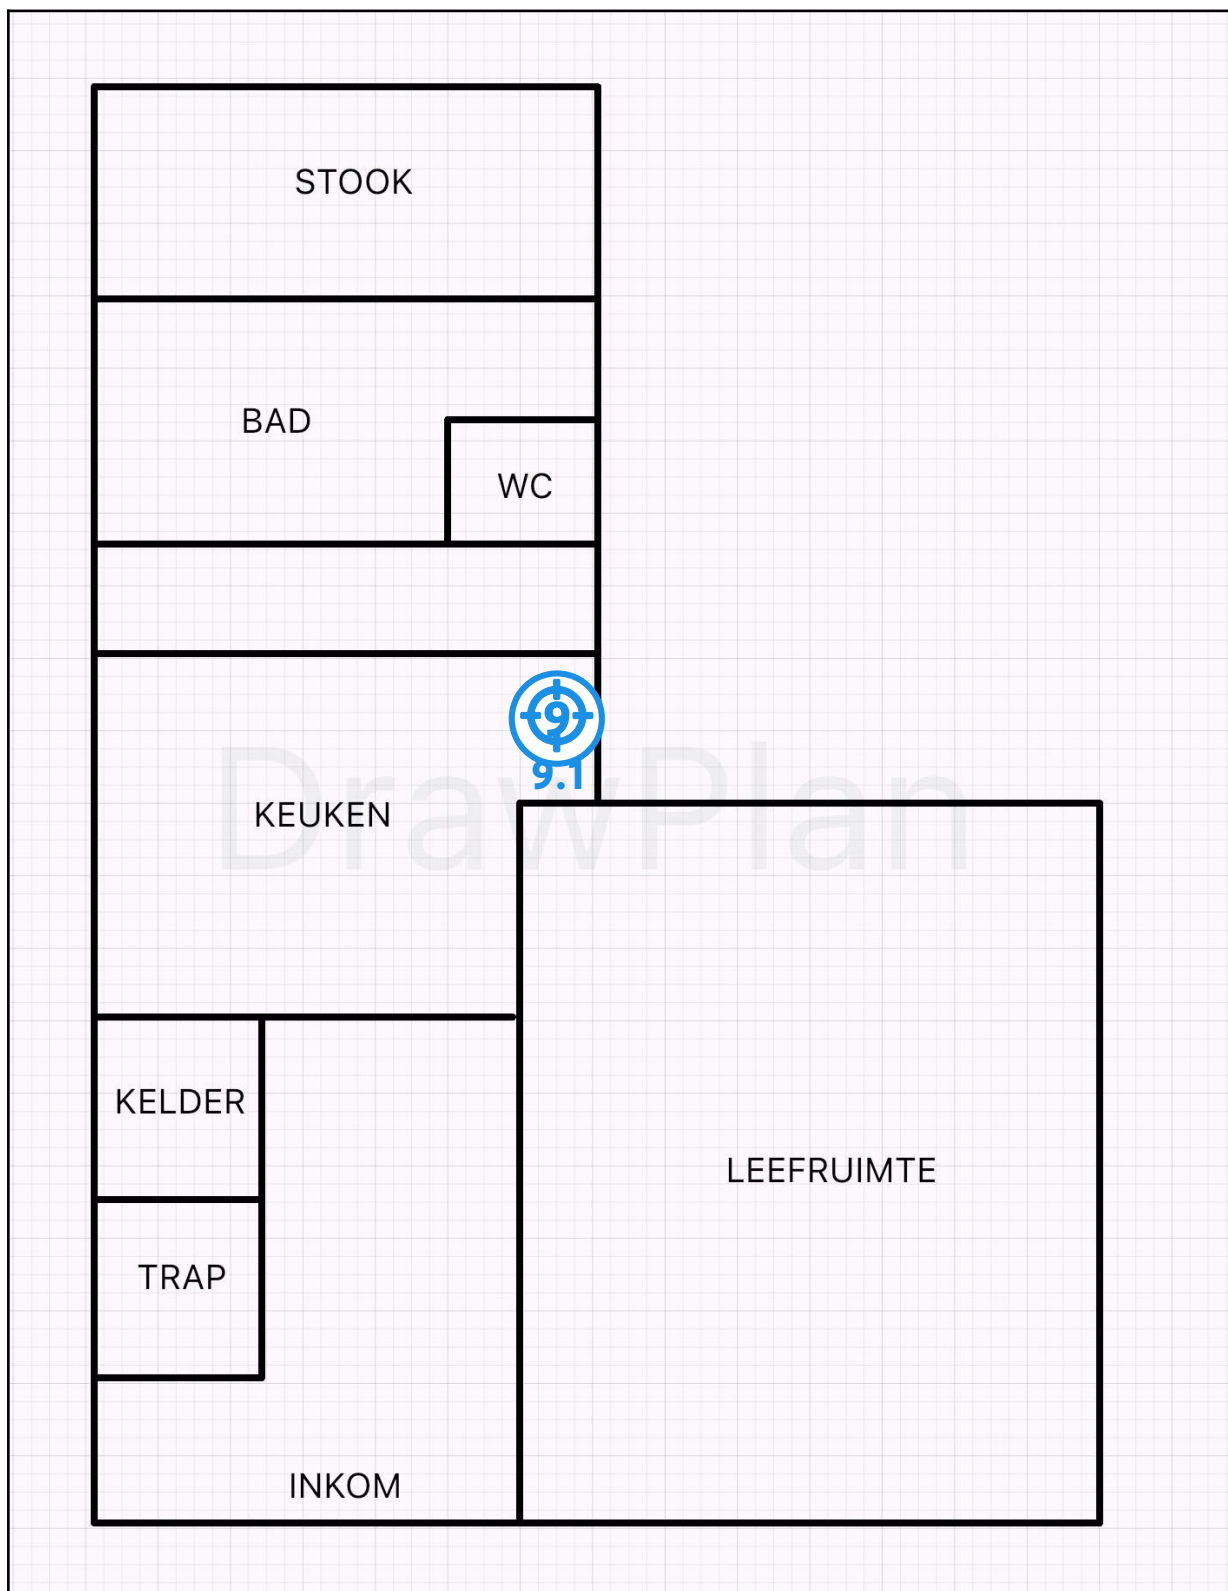 STOOK
BAD
WC
9
9.1
DrawPlan
KEUKEN
KELDER
LEEFRUIMTE
TRAP
INKOM